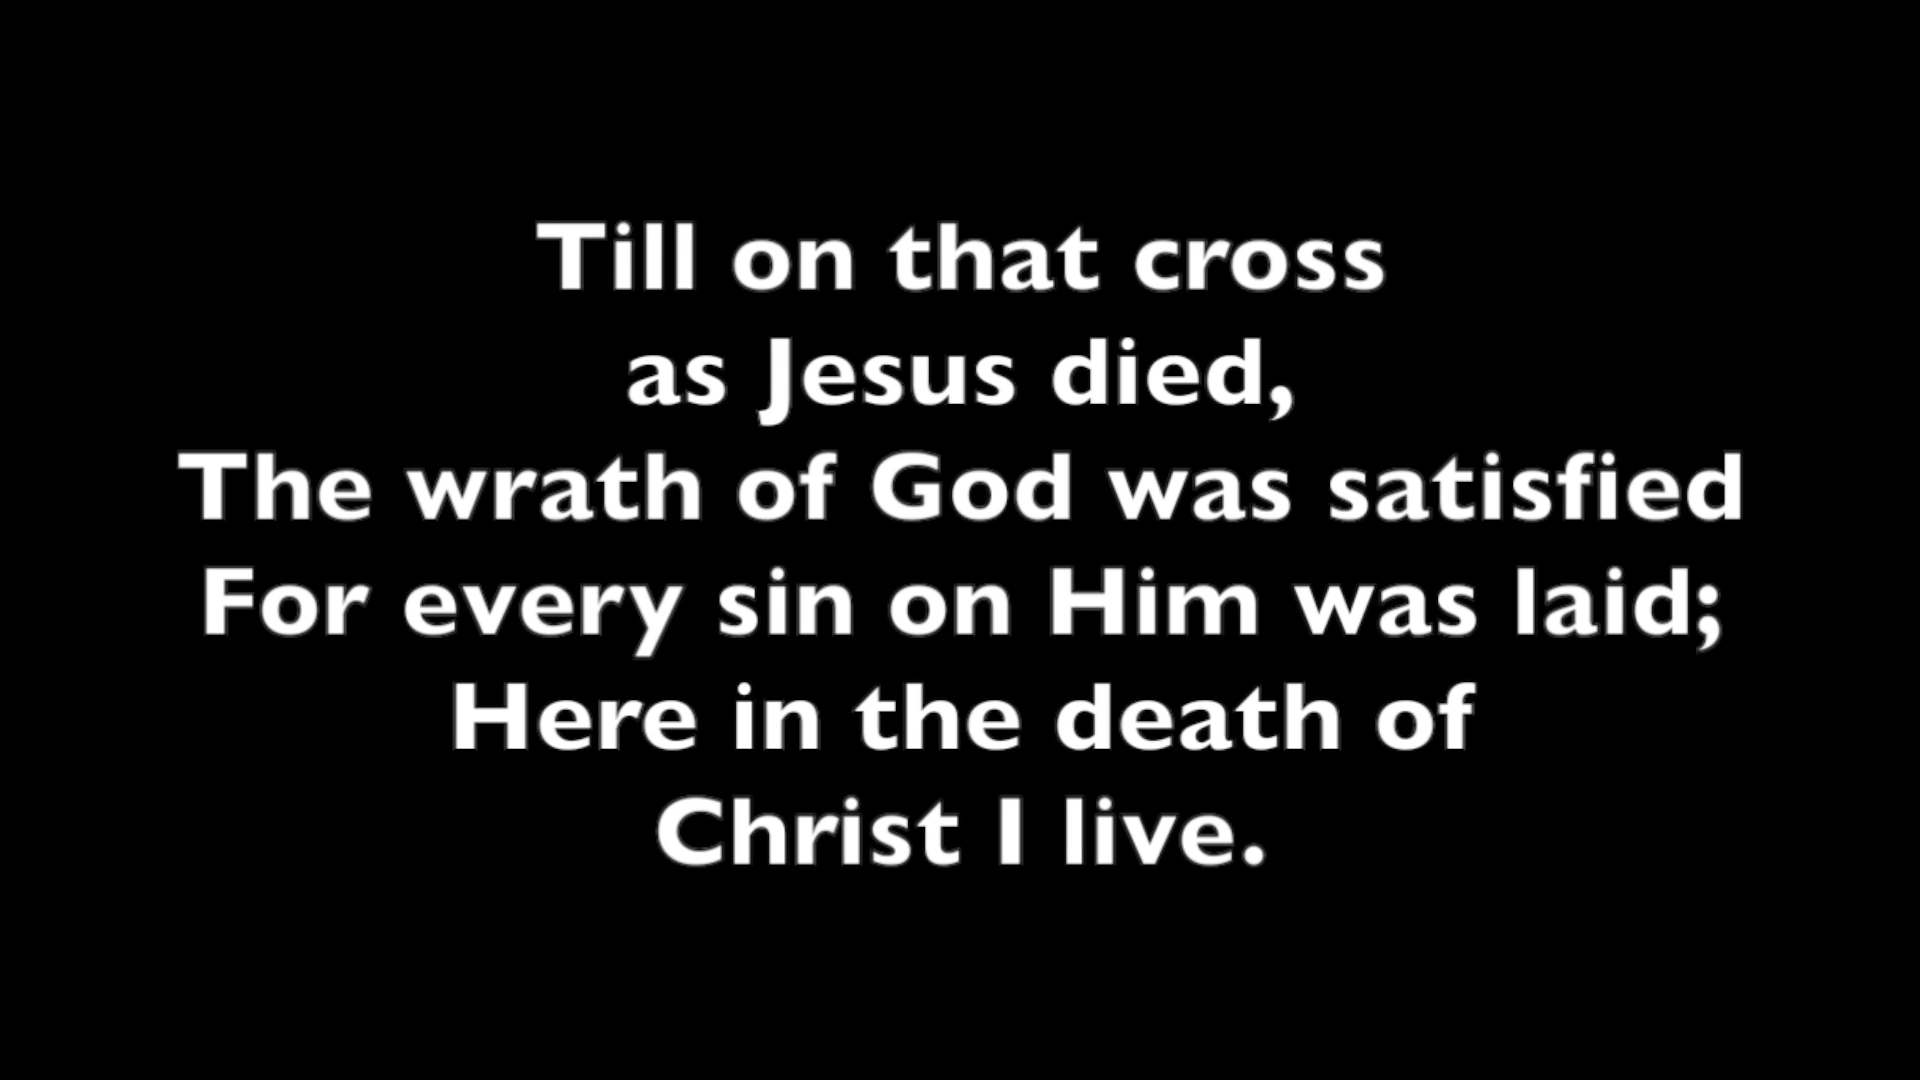 Till on that cross
as Jesus died,
The wrath of God was satisfied
For every sin on Him was laid;
Here in the death of
Christ I live.